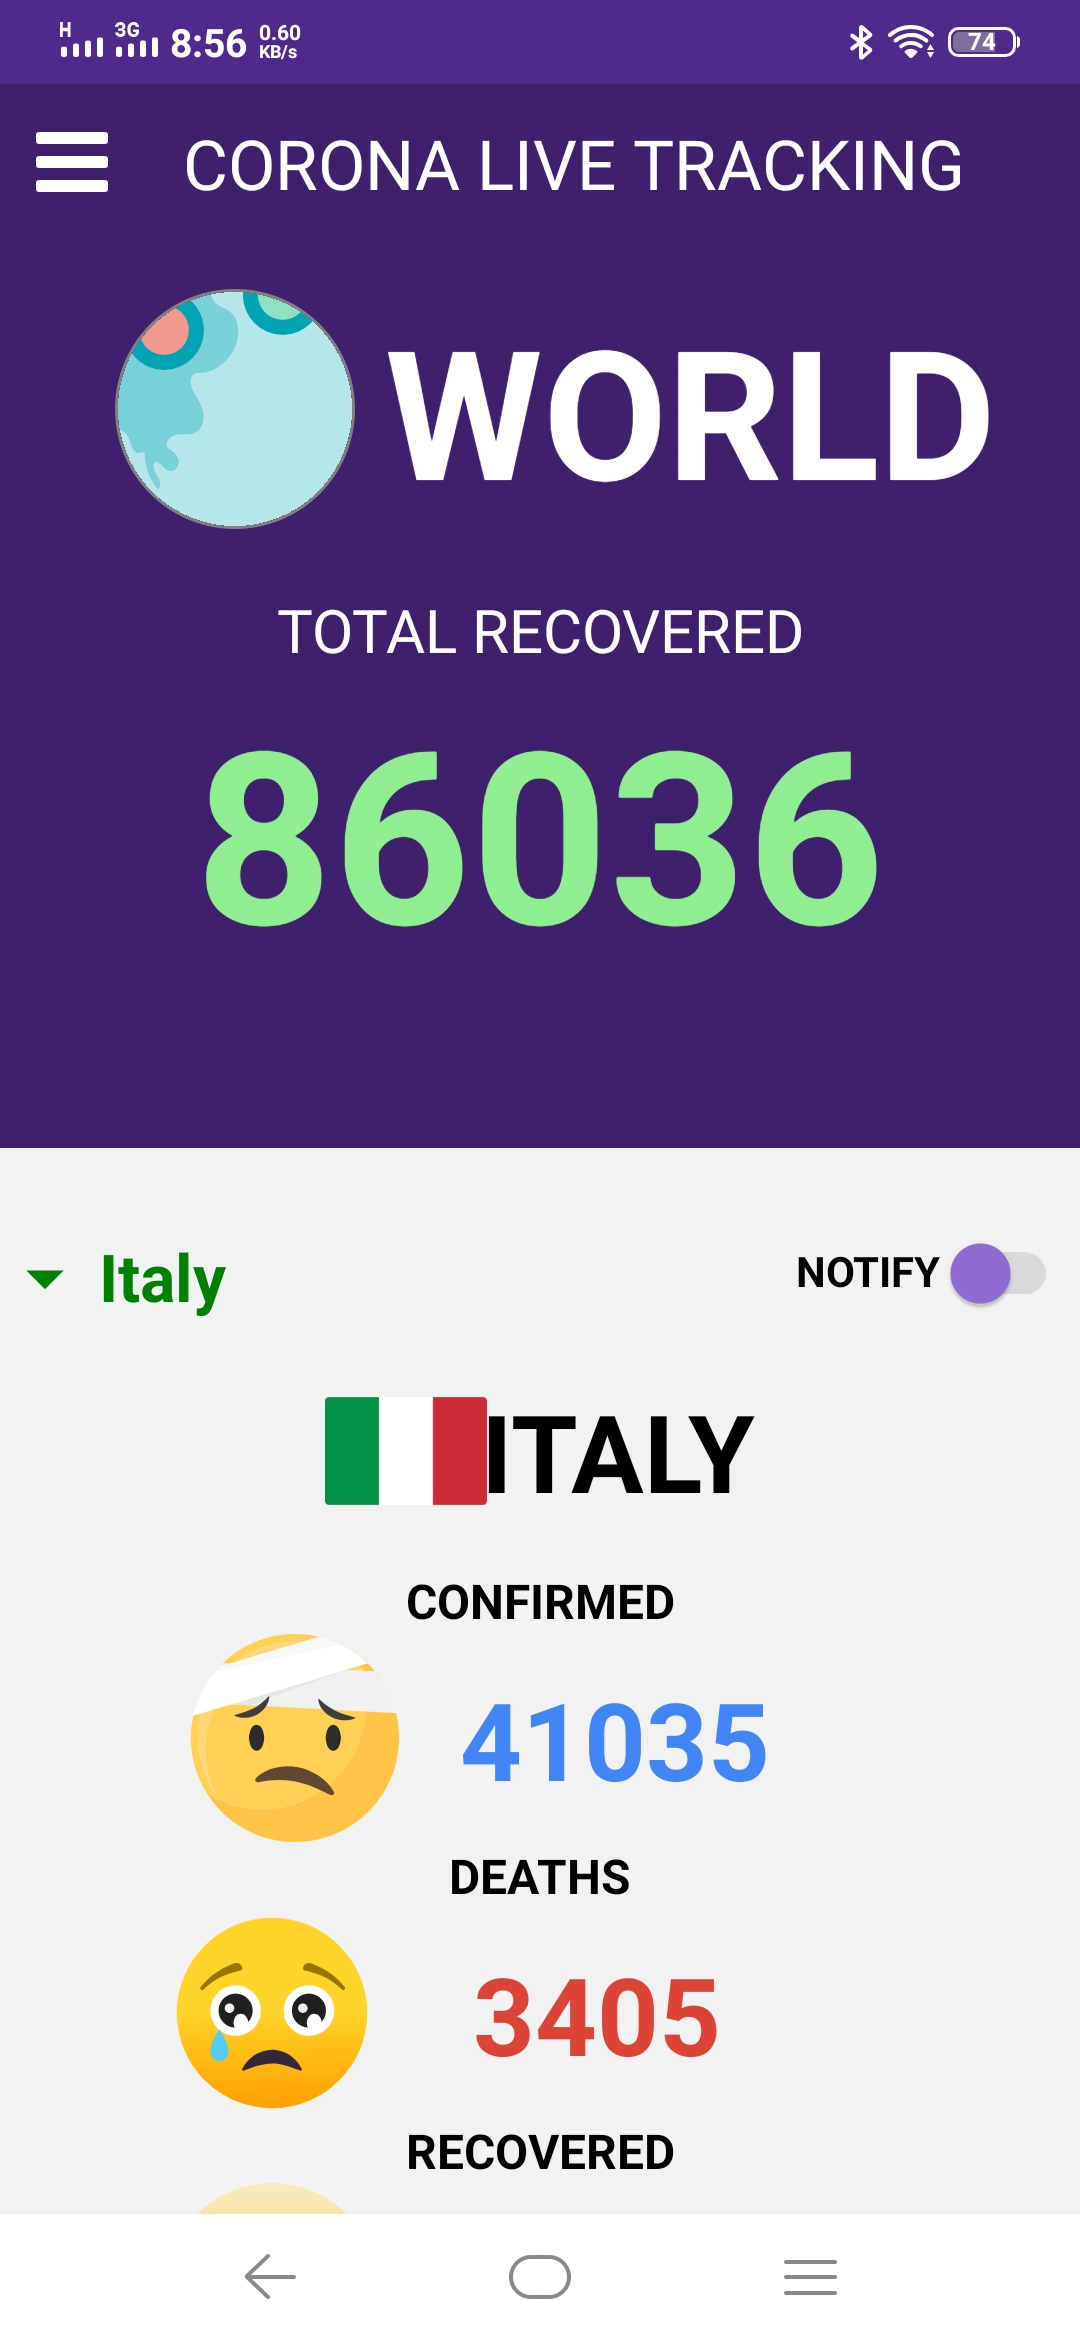 H 3G 8:56 0.60 KB/s 74
CORONA LIVE TRACKING
WORLD
TOTAL RECOVERED
86036
Italy NOTIFY
ITALY
CONFIRMED
41035
DEATHS
3405
RECOVERED